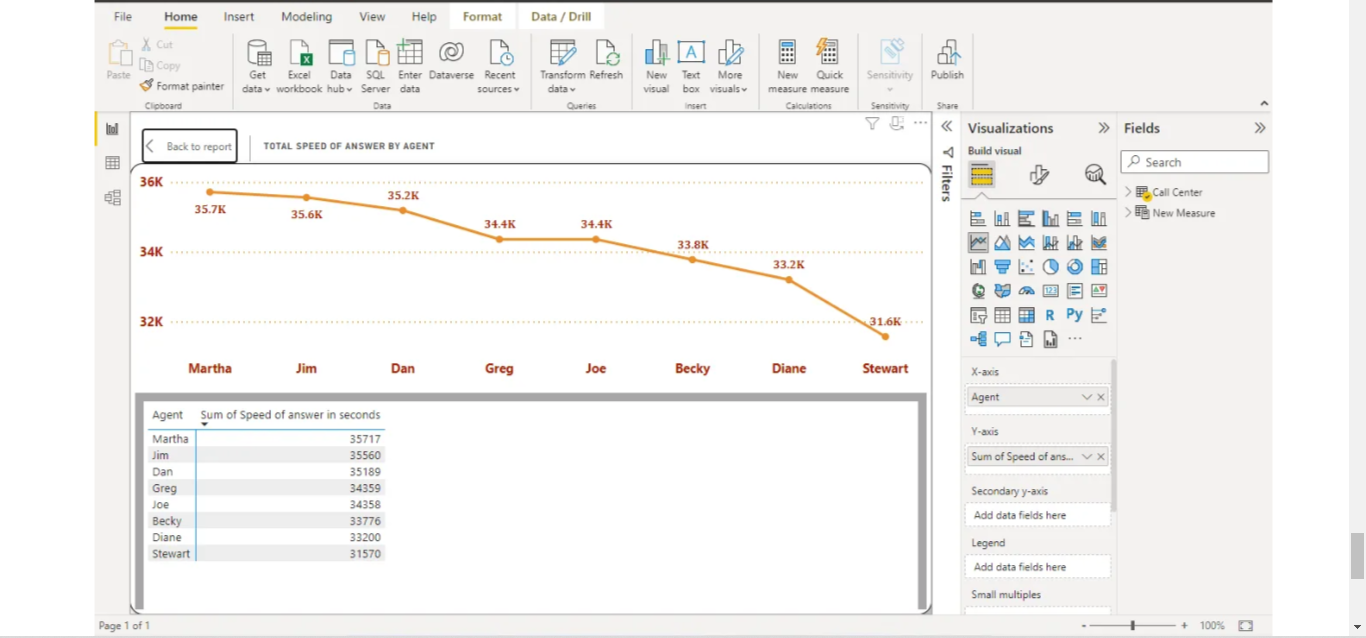 File Home Insert Modeling View Help Format Data / Drill
Paste
Cut
Copy
Format painter
Clipboard
Get data
Excel workbook
Data hub
SQL Server
Enter data
Dataverse
Recent sources
Data
Transform data
Refresh
Queries
New visual
Text box
More visuals
Insert
New measure
Quick measure
Calculations
Sensitivity
Sensitivity
Publish
Share
Back to report
TOTAL SPEED OF ANSWER BY AGENT
36K
34K
32K
35.7K
35.6K
35.2K
34.4K
34.4K
33.8K
33.2K
31.6K
Martha Jim Dan Greg Joe Becky Diane Stewart
Agent Sum of Speed of answer in seconds
Martha 35717
Jim 35560
Dan 35189
Greg 34359
Joe 34358
Becky 33776
Diane 33200
Stewart 31570
Filters
Visualizations
Build visual
123
R
Py
X-axis
Agent
Y-axis
Sum of Speed of ans...
Secondary y-axis
Add data fields here
Legend
Add data fields here
Small multiples
Fields
Search
Call Center
New Measure
Page 1 of 1
- + 100%